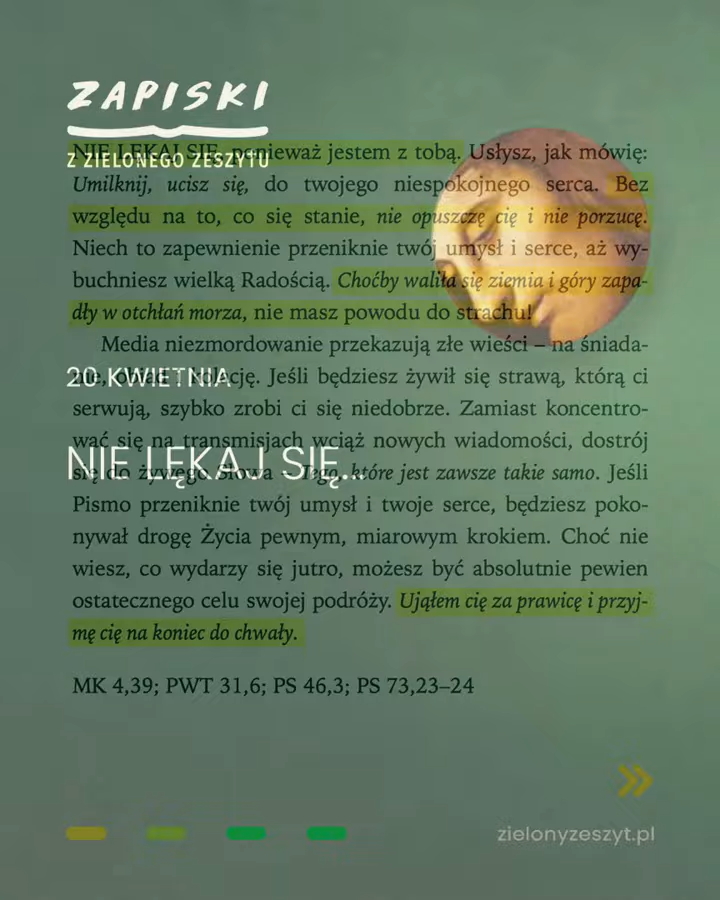 ZAPISKI
Z ZIELONEGO ZESZYTU
NIE LĘKAJ SIĘ, ponieważ jestem z tobą. Usłysz, jak mówię:
Umilknij, ucisz się, do twojego niespokojnego serca. Bez
względu na to, co się stanie, nie opuszczę cię i nie porzucę.
Niech to zapewnienie przeniknie twój umysł i serce, aż wy-
buchniesz wielką Radością. Choćby waliła się ziemia i góry zapa-
dły w otchłań morza, nie masz powodu do strachu!
Media niezmordowanie przekazują złe wieści – na śniada-
nie, obiad i kolację. Jeśli będziesz żywił się strawą, którą ci
20 KWIETNIA
serwują, szybko zrobi ci się niedobrze. Zamiast koncentro-
wać się na transmisjach wciąż nowych wiadomości, dostrój
się do żywego Słowa – Tego, które jest zawsze takie samo. Jeśli
NIE LĘKAJ SIĘ...
Pismo przeniknie twój umysł i twoje serce, będziesz poko-
nywał drogę Życia pewnym, miarowym krokiem. Choć nie
wiesz, co wydarzy się jutro, możesz być absolutnie pewien
ostatecznego celu swojej podróży. Ująłem cię za prawicę i przyj-
mę cię na koniec do chwały.
MK 4,39; PWT 31,6; PS 46,3; PS 73,23–24
zielonyzeszyt.pl